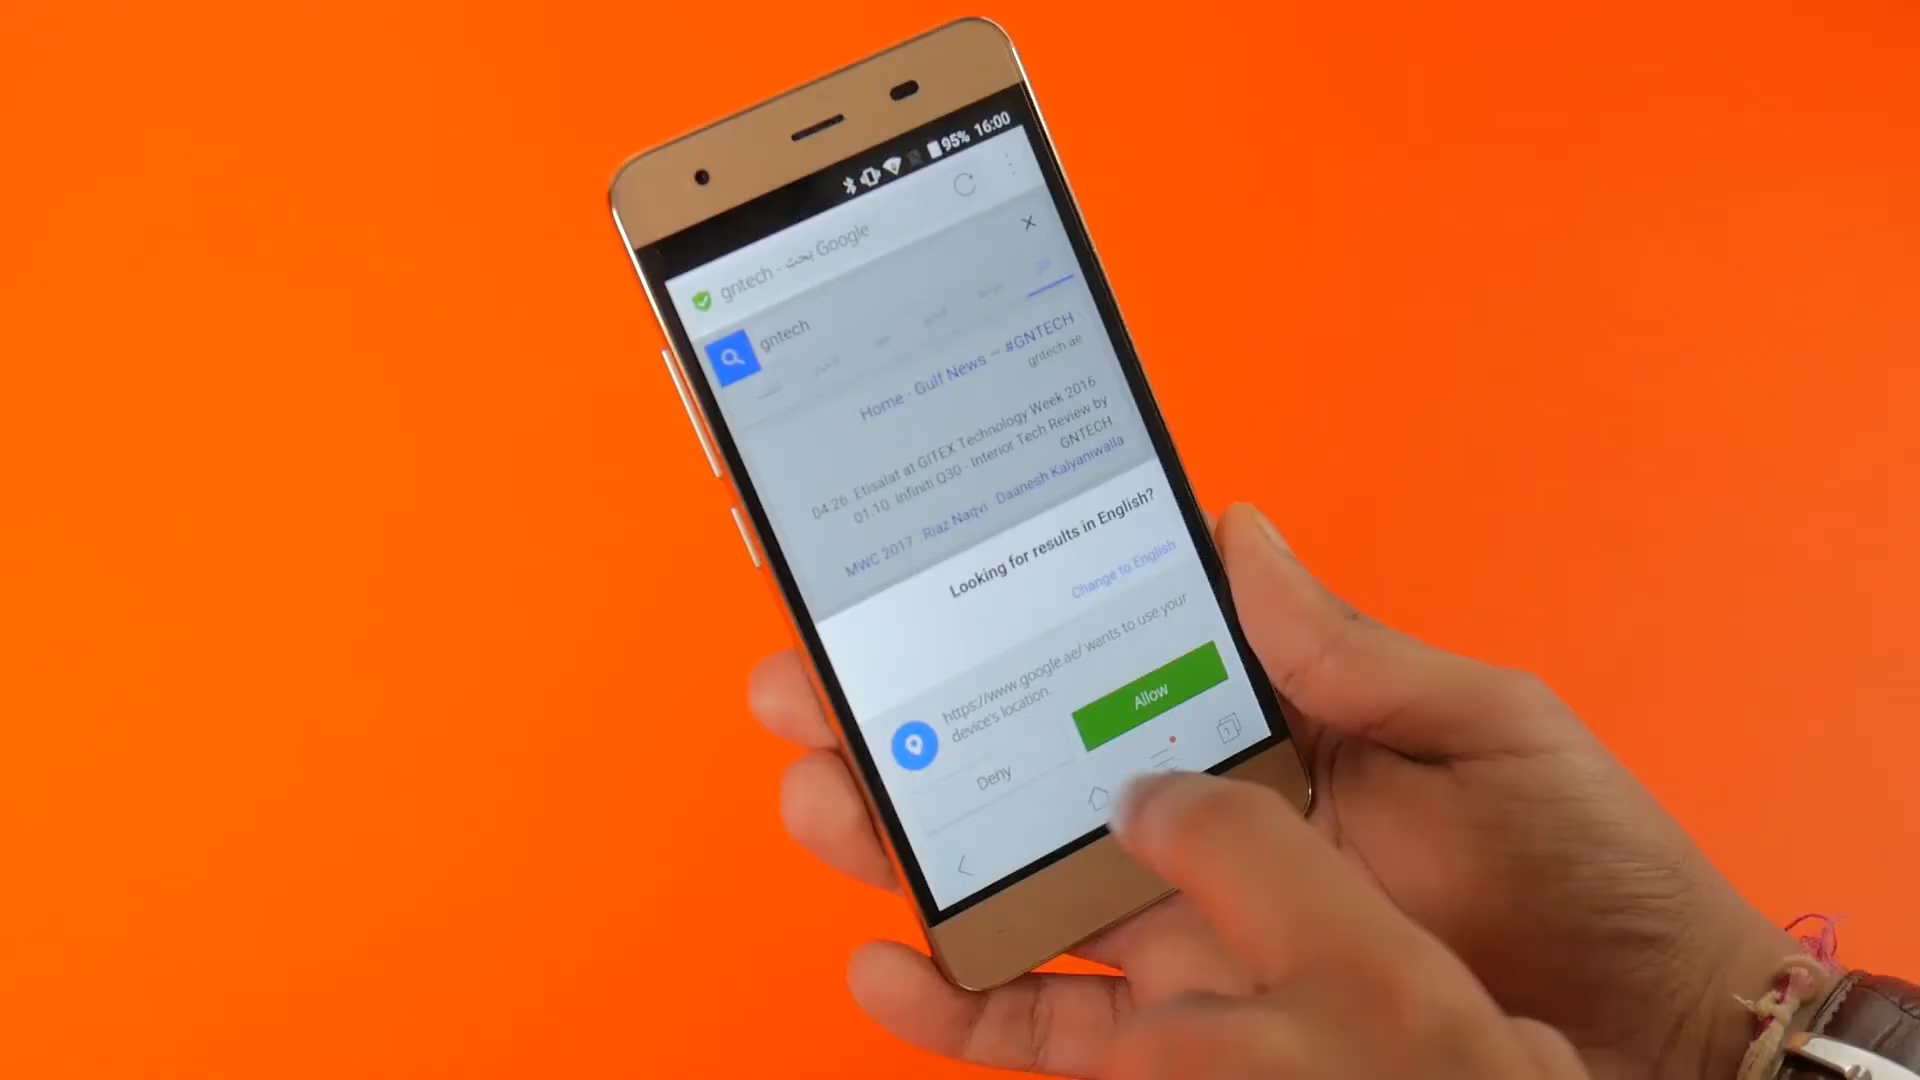 95% 16:00
gntech - بحث Google
gntech
Home - Gulf News – #GNTECH
gntech.ae
04:26. Etisalat at GITEX Technology Week 2016
01:10. Infiniti Q30 - Interior Tech Review by
GNTECH
MWC 2017 Riaz Naqvi Daanesh Kalyaniwalla
Looking for results in English?
Change to English
https://www.google.ae/ wants to use your
device's location.
Allow
Deny
1